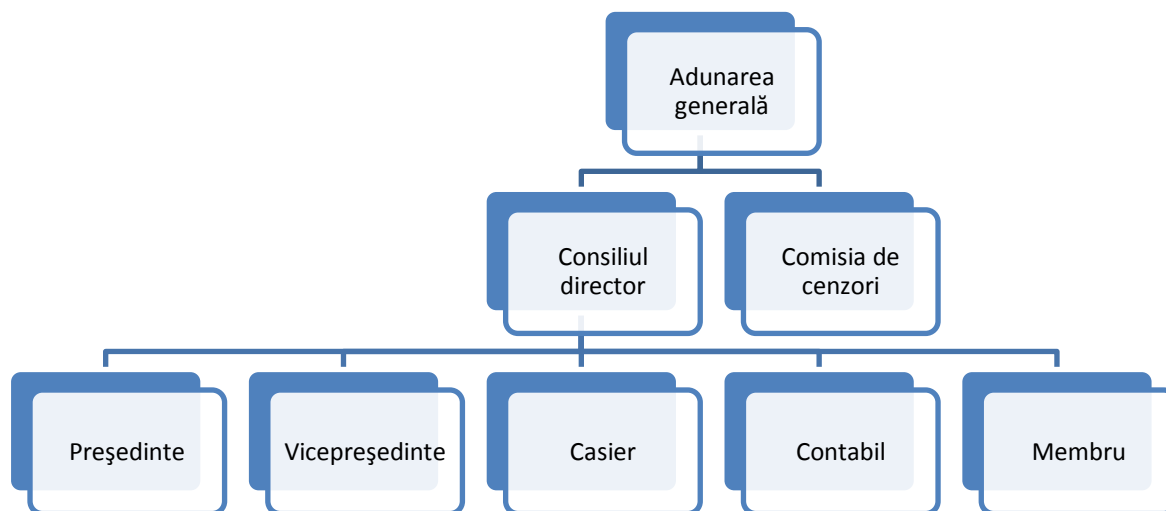 Adunarea
generală
Consiliul
director
Comisia de
cenzori
Preşedinte
Vicepreşedinte
Casier
Contabil
Membru